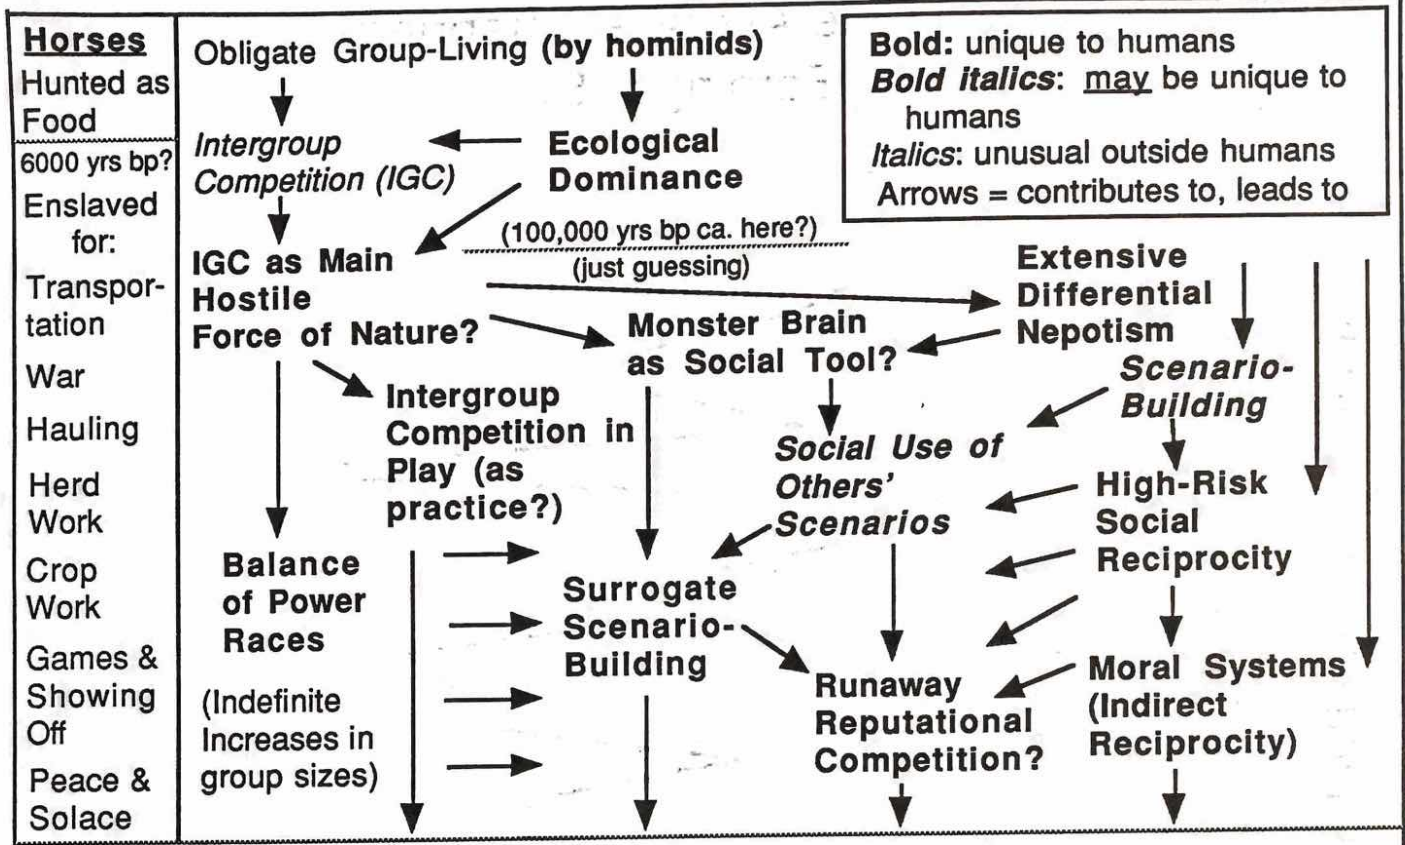 Horses
Hunted as
Food
6000 yrs bp?
Enslaved
for:
Transpor-
tation
War
Hauling
Herd
Work
Crop
Work
Games &
Showing
Off
Peace &
Solace
Obligate Group-Living (by hominids)
Intergroup
Competition (IGC)
Ecological
Dominance
Bold: unique to humans
Bold italics: may be unique to
humans
Italics: unusual outside humans
Arrows = contributes to, leads to
(100,000 yrs bp ca. here?)
(just guessing)
IGC as Main
Hostile
Force of Nature?
Monster Brain
as Social Tool?
Extensive
Differential
Nepotism
Scenario-
Building
Intergroup
Competition in
Play (as
practice?)
Social Use of
Others'
Scenarios
High-Risk
Social
Reciprocity
Balance
of Power
Races
(Indefinite
Increases in
group sizes)
Surrogate
Scenario-
Building
Runaway
Reputational
Competition?
Moral Systems
(Indirect
Reciprocity)